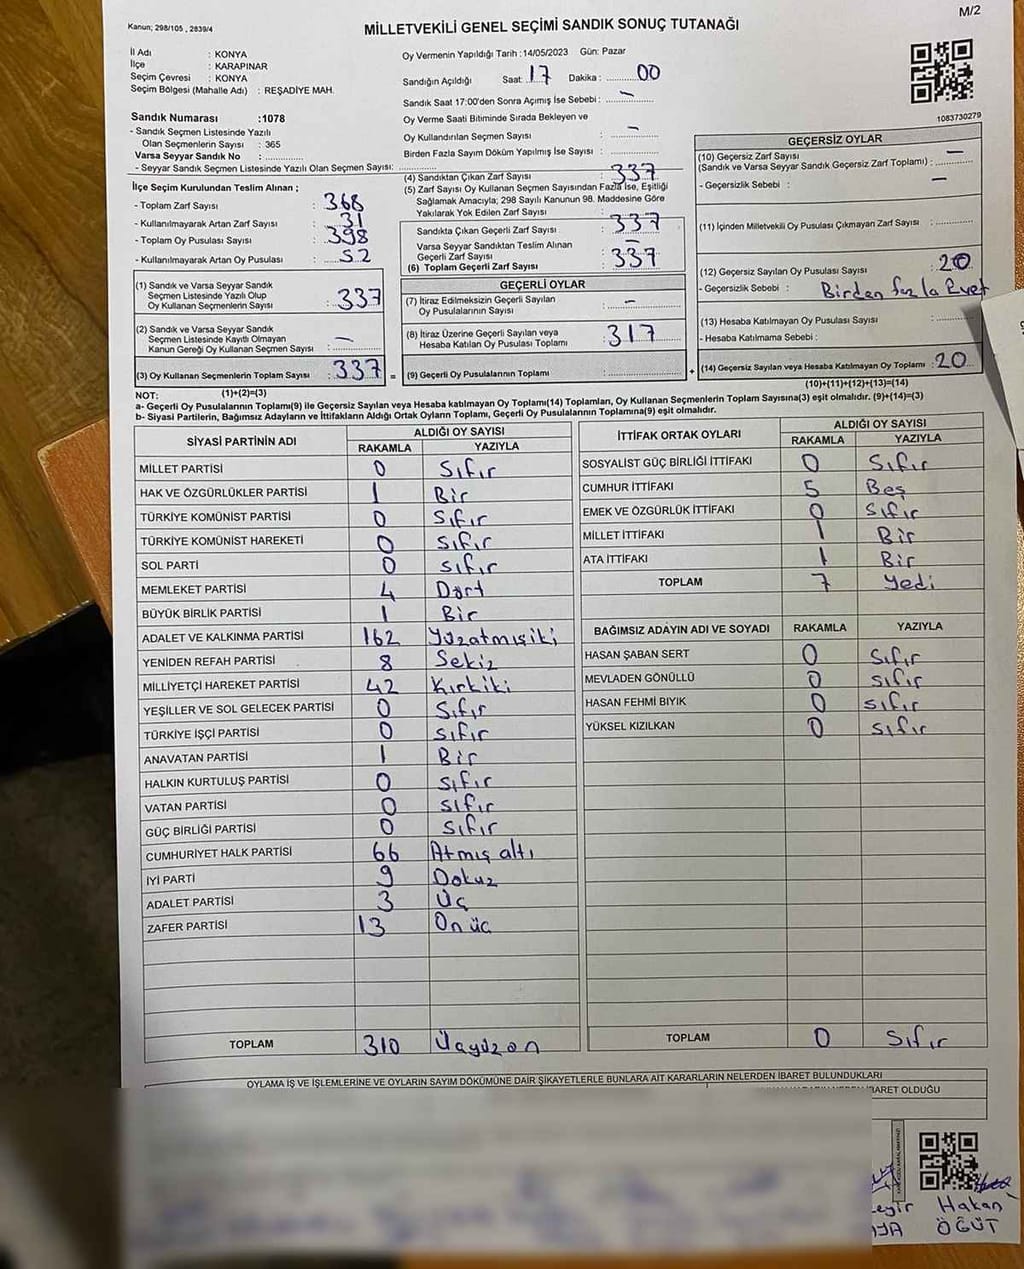 Kanun; 298/105 , 2839/4
MİLLETVEKİLİ GENEL SEÇİMİ SANDIK SONUÇ TUTANAĞI
M/2
İl Adı : KONYA
İlçe : KARAPINAR
Seçim Çevresi : KONYA
Seçim Bölgesi (Mahalle Adı) : REŞADİYE MAH.
Sandık Numarası :1078
- Sandık Seçmen Listesinde Yazılı
Olan Seçmenlerin Sayısı : 365
Varsa Seyyar Sandık No :
- Seyyar Sandık Seçmen Listesinde Yazılı Olan Seçmen Sayısı:
İlçe Seçim Kurulundan Teslim Alınan ;
- Toplam Zarf Sayısı : 368
- Kullanılmayarak Artan Zarf Sayısı : 31
- Toplam Oy Pusulası Sayısı : 398
- Kullanılmayarak Artan Oy Pusulası : 52
(1) Sandık ve Varsa Seyyar Sandık
Seçmen Listesinde Yazılı Olup
Oy Kullanan Seçmenlerin Sayısı : 337
(2) Sandık ve Varsa Seyyar Sandık
Seçmen Listesinde Kayıtlı Olmayan
Kanun Gereği Oy Kullanan Seçmen Sayısı : —
(3) Oy Kullanan Seçmenlerin Toplam Sayısı : 337 =
Oy Vermenin Yapıldığı Tarih :14/05/2023 Gün: Pazar
Sandığın Açıldığı Saat: 17 Dakika : 00
Sandık Saat 17:00'den Sonra Açımış İse Sebebi : —
Oy Verme Saati Bitiminde Sırada Bekleyen ve
Oy Kullandırılan Seçmen Sayısı : —
Birden Fazla Sayım Döküm Yapılmış İse Sayısı :
(4) Sandıktan Çıkan Zarf Sayısı : 337
(5) Zarf Sayısı Oy Kullanan Seçmen Sayısından Fazla İse, Eşitliği
Sağlamak Amacıyla; 298 Sayılı Kanunun 98. Maddesine Göre
Yakılarak Yok Edilen Zarf Sayısı :
Sandıkta Çıkan Geçerli Zarf Sayısı : 337
Varsa Seyyar Sandıktan Teslim Alınan
Geçerli Zarf Sayısı : —
(6) Toplam Geçerli Zarf Sayısı : 337
GEÇERLİ OYLAR
(7) İtiraz Edilmeksizin Geçerli Sayılan
Oy Pusulalarının Sayısı : —
(8) İtiraz Üzerine Geçerli Sayılan veya
Hesaba Katılan Oy Pusulası Toplamı : 317
(9) Geçerli Oy Pusulalarının Toplamı : +
1083730279
GEÇERSİZ OYLAR
(10) Geçersiz Zarf Sayısı —
(Sandık ve Varsa Seyyar Sandık Geçersiz Zarf Toplamı) :
- Geçersizlik Sebebi : —
(11) İçinden Milletvekili Oy Pusulası Çıkmayan Zarf Sayısı :
(12) Geçersiz Sayılan Oy Pusulası Sayısı : 20
- Geçersizlik Sebebi : Birden fazla Evet
(13) Hesaba Katılmayan Oy Pusulası Sayısı :
- Hesaba Katılmama Sebebi :
(14) Geçersiz Sayılan veya Hesaba Katılmayan Oy Toplamı : 20
NOT: (1)+(2)=(3) (10)+(11)+(12)+(13)=(14)
a- Geçerli Oy Pusulalarının Toplamı(9) ile Geçersiz Sayılan veya Hesaba katılmayan Oy Toplamı(14) Toplamları, Oy Kullanan Seçmenlerin Toplam Sayısına(3) eşit olmalıdır. (9)+(14)=(3)
b- Siyasi Partilerin, Bağımsız Adayların ve İttifakların Aldığı Ortak Oyların Toplamı, Geçerli Oy Pusulalarının Toplamına(9) eşit olmalıdır.
SİYASİ PARTİNİN ADI ALDIĞI OY SAYISI
RAKAMLA YAZIYLA
MİLLET PARTİSİ 0 Sıfır
HAK VE ÖZGÜRLÜKLER PARTİSİ 1 Bir
TÜRKİYE KOMÜNİST PARTİSİ 0 Sıfır
TÜRKİYE KOMÜNİST HAREKETİ 0 Sıfır
SOL PARTİ 0 Sıfır
MEMLEKET PARTİSİ 4 Dört
BÜYÜK BİRLİK PARTİSİ 1 Bir
ADALET VE KALKINMA PARTİSİ 162 Yüzatmışiki
YENİDEN REFAH PARTİSİ 8 Sekiz
MİLLİYETÇİ HAREKET PARTİSİ 42 Kırkiki
YEŞİLLER VE SOL GELECEK PARTİSİ 0 Sıfır
TÜRKİYE İŞÇİ PARTİSİ 0 Sıfır
ANAVATAN PARTİSİ 1 Bir
HALKIN KURTULUŞ PARTİSİ 0 Sıfır
VATAN PARTİSİ 0 Sıfır
GÜÇ BİRLİĞİ PARTİSİ 0 Sıfır
CUMHURİYET HALK PARTİSİ 66 Atmış altı
İYİ PARTİ 9 Dokuz
ADALET PARTİSİ 3 Üç
ZAFER PARTİSİ 13 On üç
TOPLAM 310 Üçyüzon
İTTİFAK ORTAK OYLARI ALDIĞI OY SAYISI
RAKAMLA YAZIYLA
SOSYALİST GÜÇ BİRLİĞİ İTTİFAKI 0 Sıfır
CUMHUR İTTİFAKI 5 Beş
EMEK VE ÖZGÜRLÜK İTTİFAKI 0 Sıfır
MİLLET İTTİFAKI 1 Bir
ATA İTTİFAKI 1 Bir
TOPLAM 7 Yedi
BAĞIMSIZ ADAYIN ADI VE SOYADI RAKAMLA YAZIYLA
HASAN ŞABAN SERT 0 Sıfır
MEVLADEN GÖNÜLLÜ 0 Sıfır
HASAN FEHMİ BIYIK 0 Sıfır
YÜKSEL KIZILKAN 0 Sıfır
TOPLAM 0 Sıfır
OYLAMA İŞ VE İŞLEMLERİNE VE OYLARIN SAYIM DÖKÜMÜNE DAİR ŞİKAYETLERLE BUNLARA AİT KARARLARIN NELERDEN İBARET BULUNDUKLARI
İBARET OLDUĞU
Hakan
ÖĞÜT